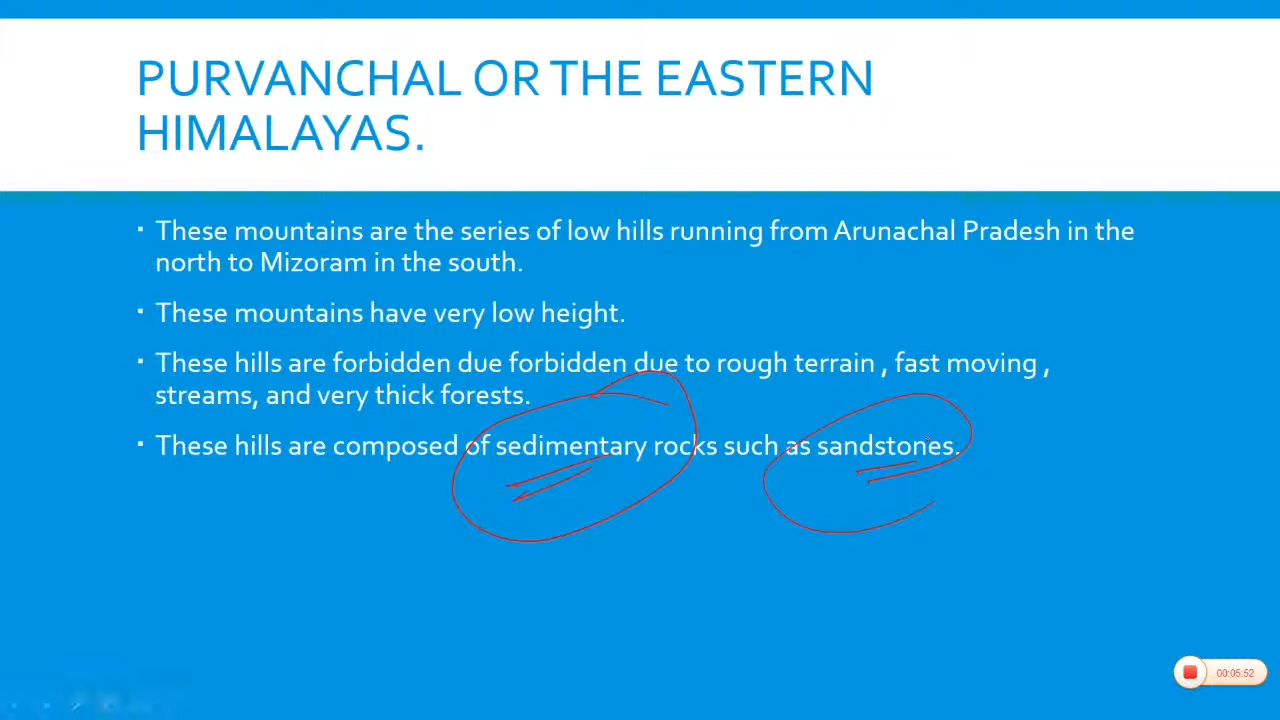 PURVANCHAL OR THE EASTERN
HIMALAYAS.
▪ These mountains are the series of low hills running from Arunachal Pradesh in the
north to Mizoram in the south.
▪ These mountains have very low height.
▪ These hills are forbidden due forbidden due to rough terrain , fast moving ,
streams, and very thick forests.
▪ These hills are composed of sedimentary rocks such as sandstones.
00:05:52